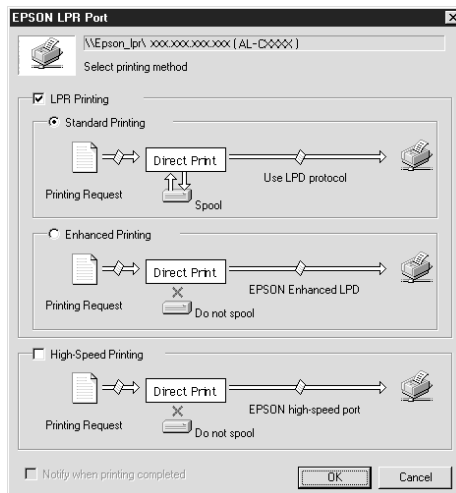 EPSON LPR Port
\\Epson_lpr\ xxx.xxx.xxx.xxx ( AL-CXXXX )
Select printing method
LPR Printing
Standard Printing
Direct Print
Use LPD protocol
Printing Request
Spool
Enhanced Printing
Direct Print
EPSON Enhanced LPD
Printing Request
Do not spool
High-Speed Printing
Direct Print
EPSON high-speed port
Printing Request
Do not spool
Notify when printing completed
OK
Cancel